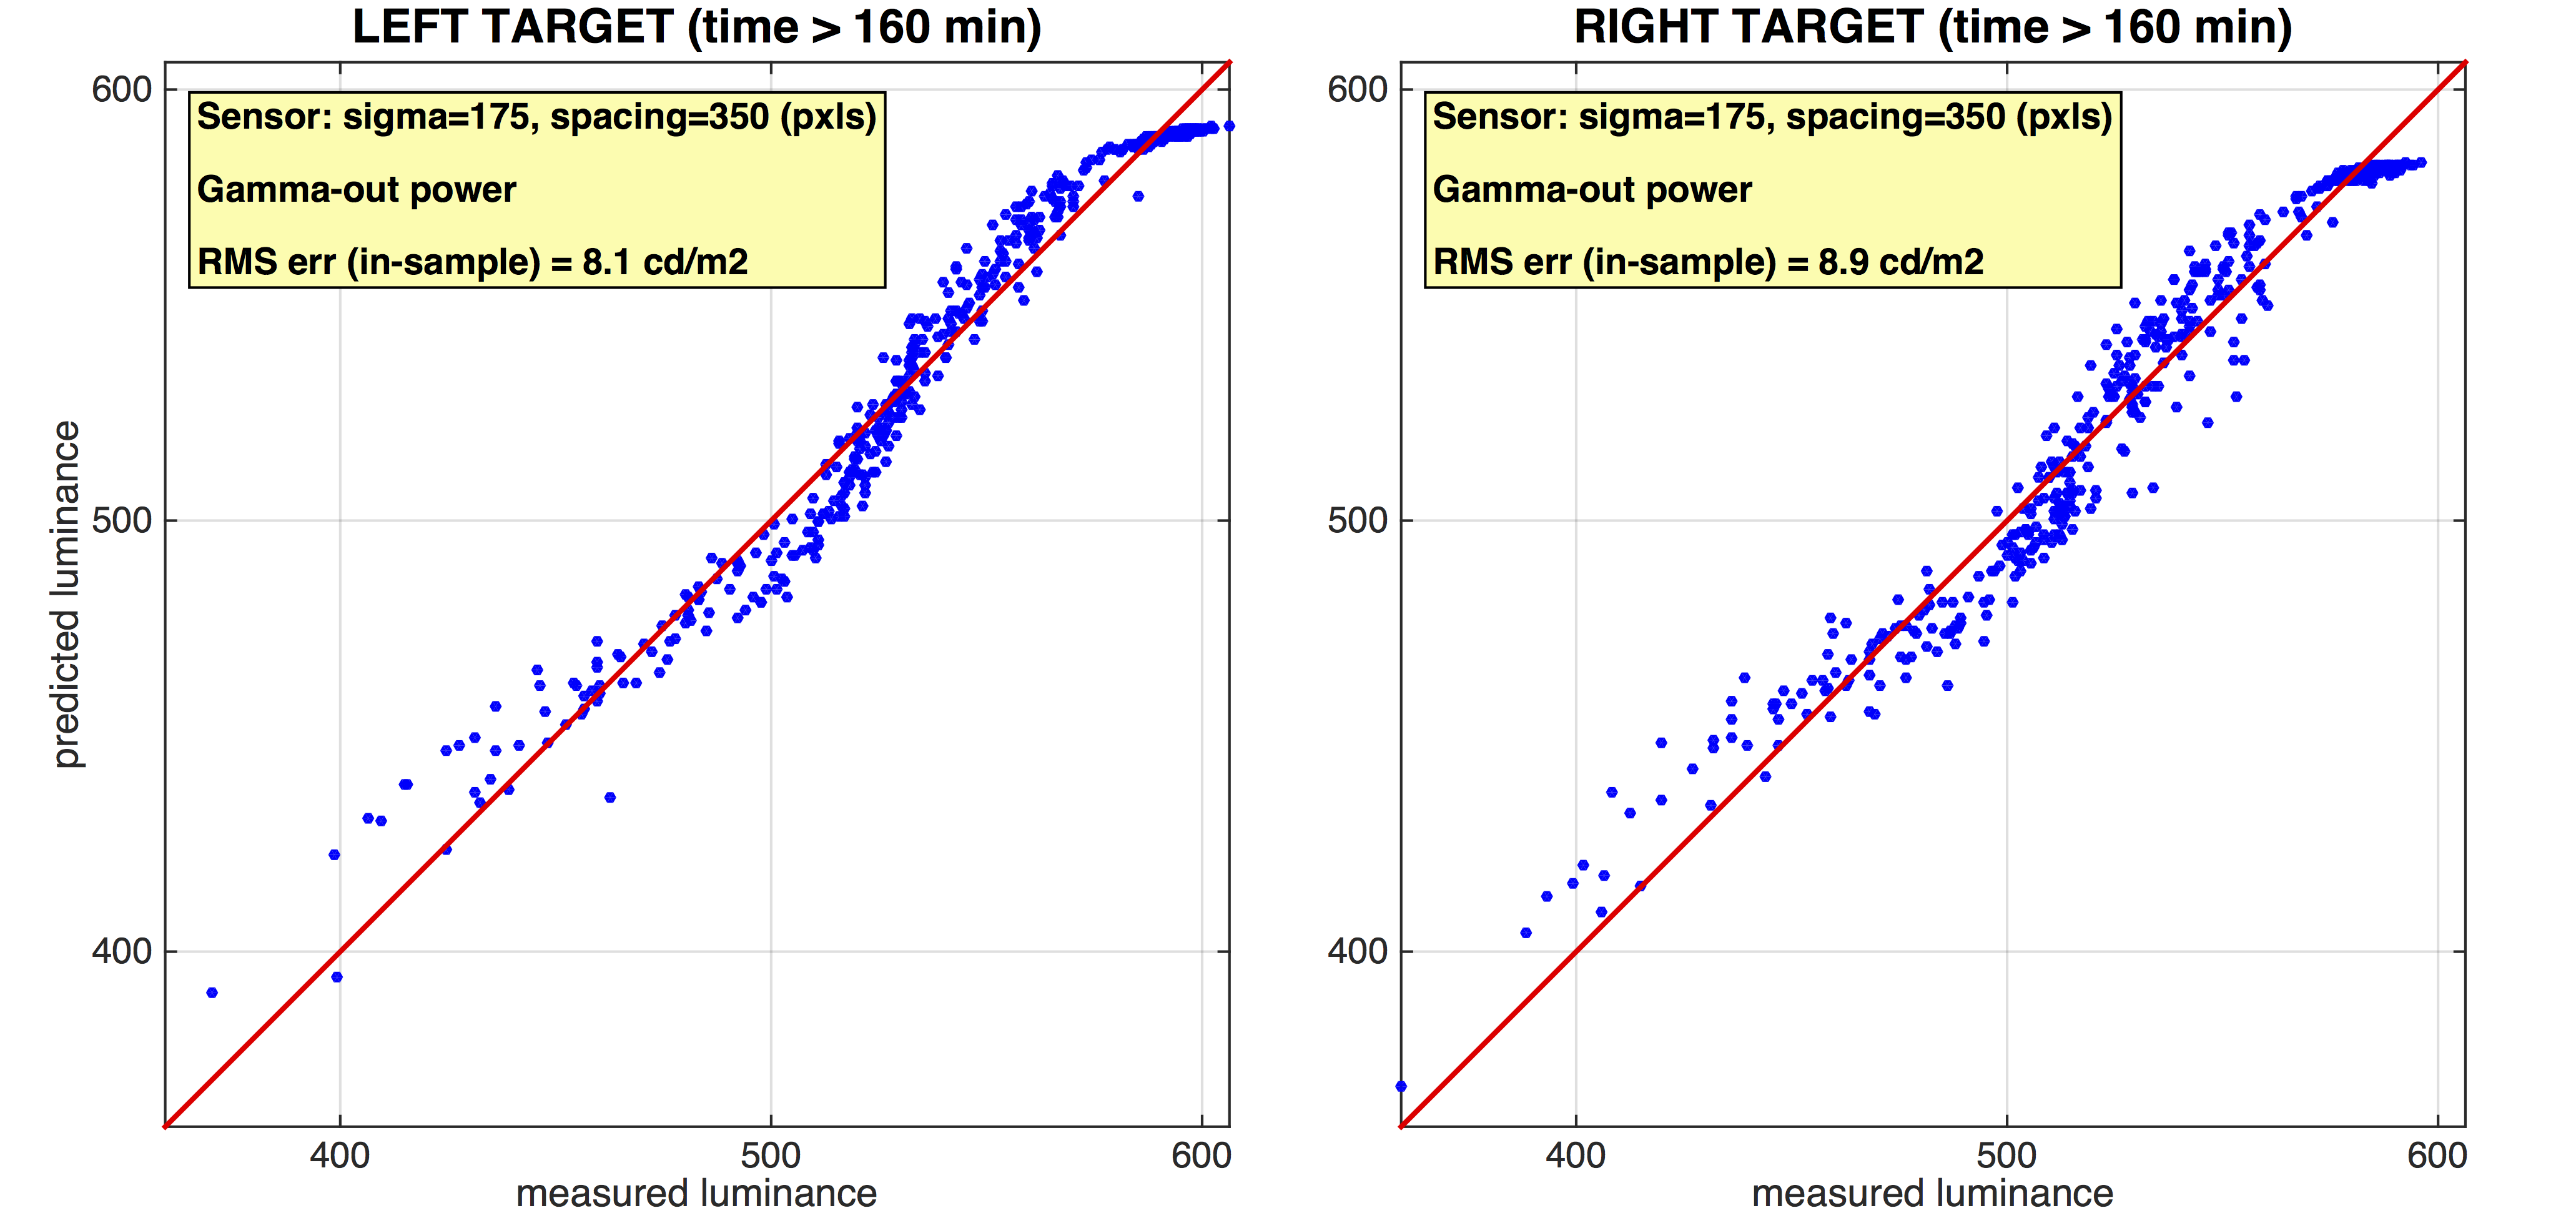 LEFT TARGET (time > 160 min)
600
500
400
Sensor: sigma=175, spacing=350 (pxls)
Gamma-out power
RMS err (in-sample) = 8.1 cd/m2
predicted luminance
400
500
600
measured luminance
RIGHT TARGET (time > 160 min)
600
500
400
Sensor: sigma=175, spacing=350 (pxls)
Gamma-out power
RMS err (in-sample) = 8.9 cd/m2
400
500
600
measured luminance